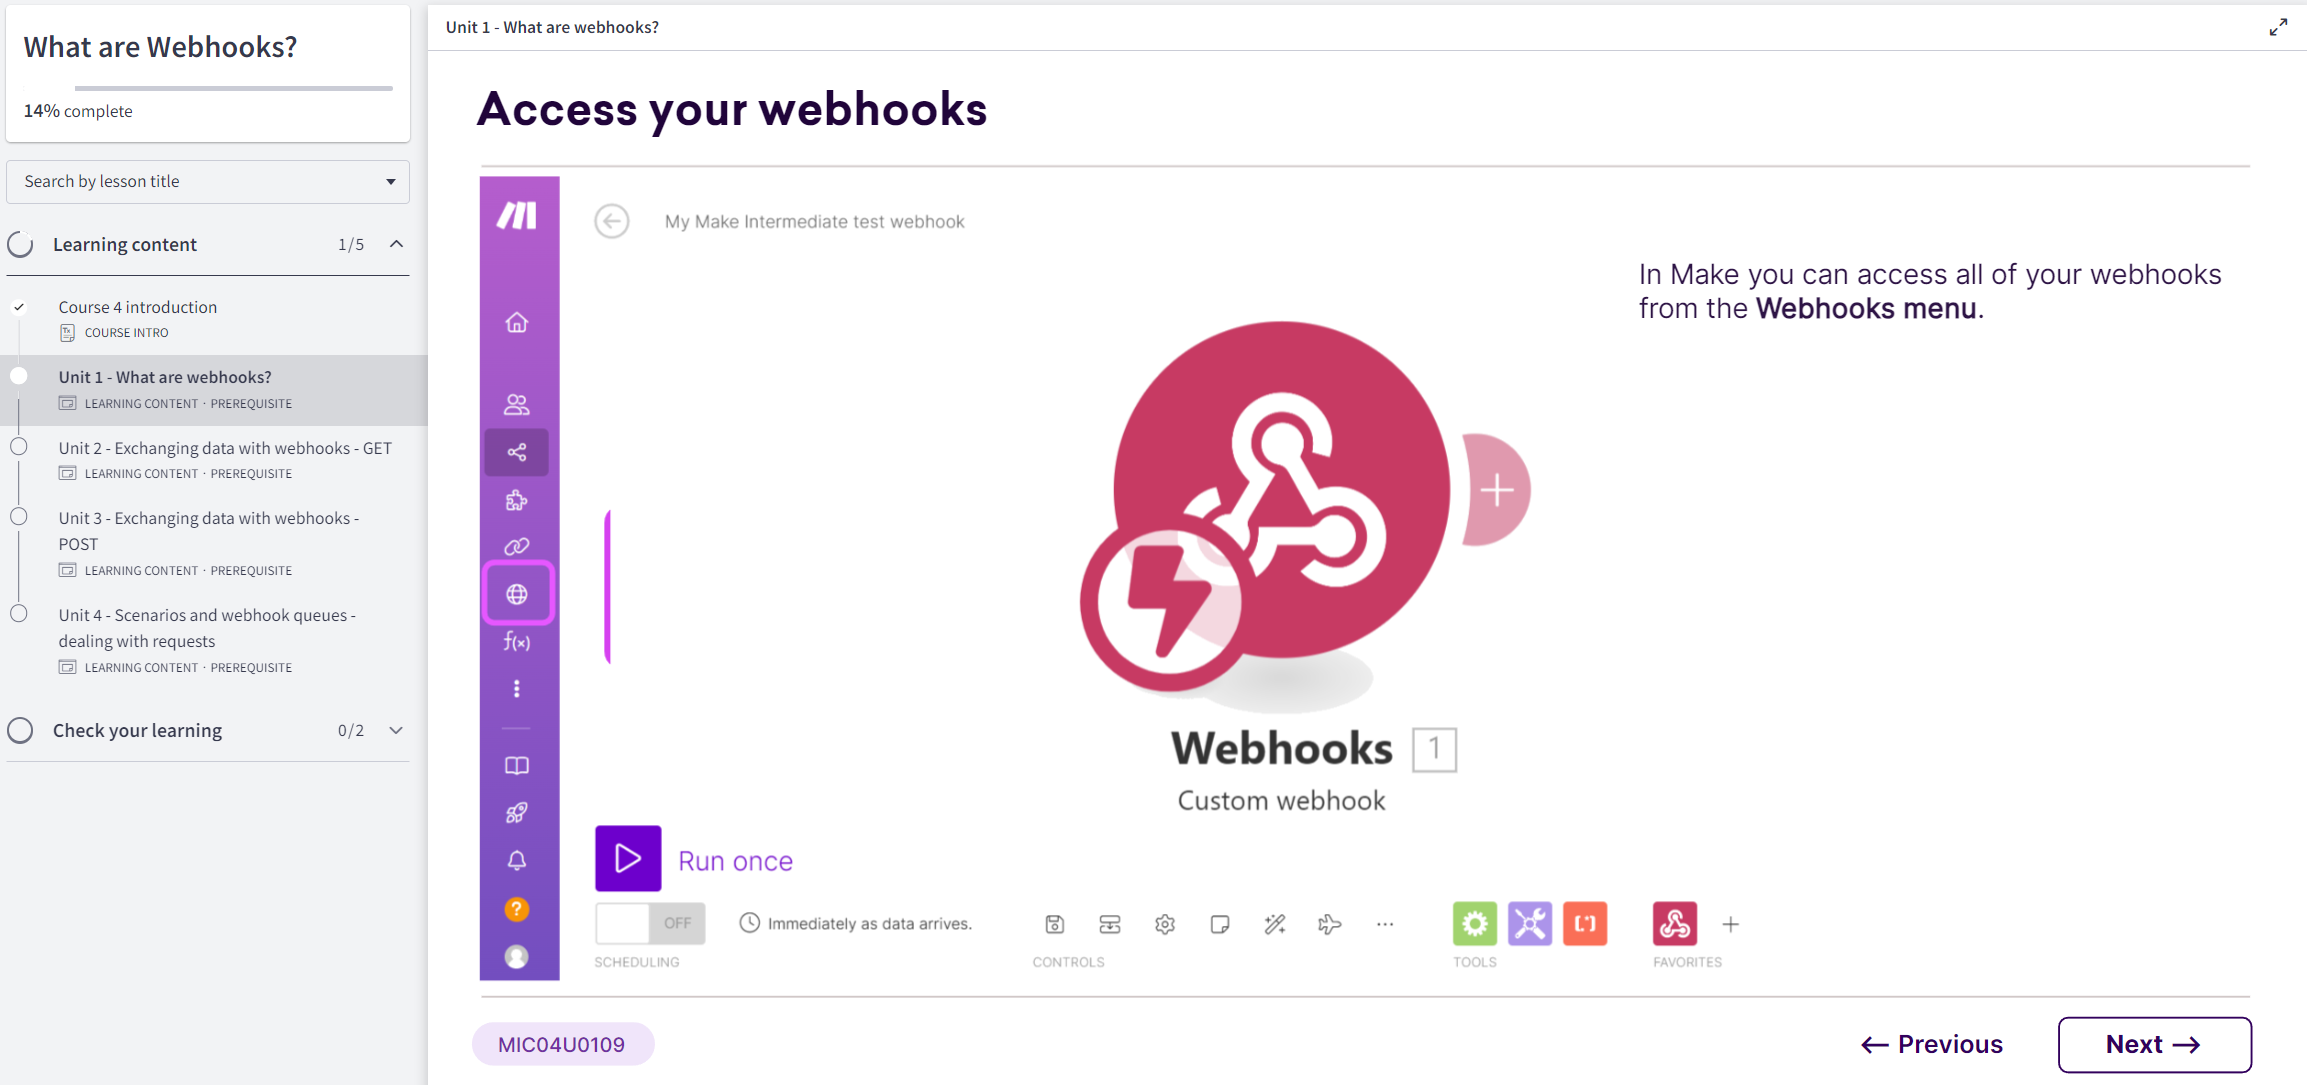 What are Webhooks?
14% complete
Search by lesson title
Learning content 1/5
Course 4 introduction
COURSE INTRO
Unit 1 - What are webhooks?
LEARNING CONTENT · PREREQUISITE
Unit 2 - Exchanging data with webhooks - GET
LEARNING CONTENT · PREREQUISITE
Unit 3 - Exchanging data with webhooks -
POST
LEARNING CONTENT · PREREQUISITE
Unit 4 - Scenarios and webhook queues -
dealing with requests
LEARNING CONTENT · PREREQUISITE
Check your learning 0/2
Unit 1 - What are webhooks?
Access your webhooks
My Make Intermediate test webhook
In Make you can access all of your webhooks
from the Webhooks menu.
f(x)
Webhooks 1
Custom webhook
Run once
OFF Immediately as data arrives.
SCHEDULING CONTROLS TOOLS FAVORITES
MIC04U0109
← Previous
Next →